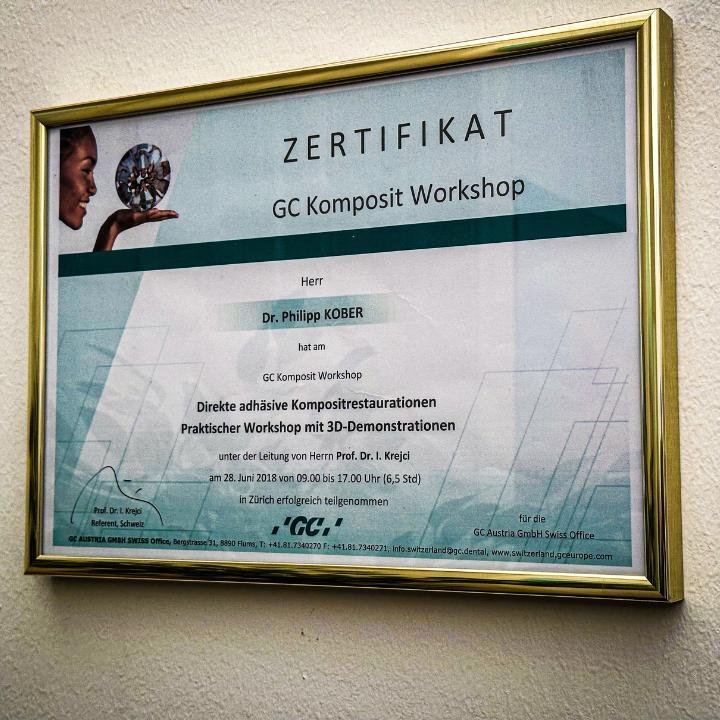 ZERTIFIKAT
GC Komposit Workshop
Herr
Dr. Philipp KOBER
hat am
GC Komposit Workshop
Direkte adhäsive Kompositrestaurationen
Praktischer Workshop mit 3D-Demonstrationen
unter der Leitung von Herrn Prof. Dr. I. Krejci
am 28. Juni 2018 von 09.00 bis 17.00 Uhr (6,5 Std)
in Zürich erfolgreich teilgenommen
Prof. Dr. I. Krejci
Referent, Schweiz
GC
für die
GC Austria GmbH Swiss Office
GC AUSTRIA GMBH SWISS Office, Bergstrasse 31, 8890 Flums, T: +41.81.7340270 F: +41.81.7340271, info.switzerland@gc.dental, www.switzerland.gceurope.com